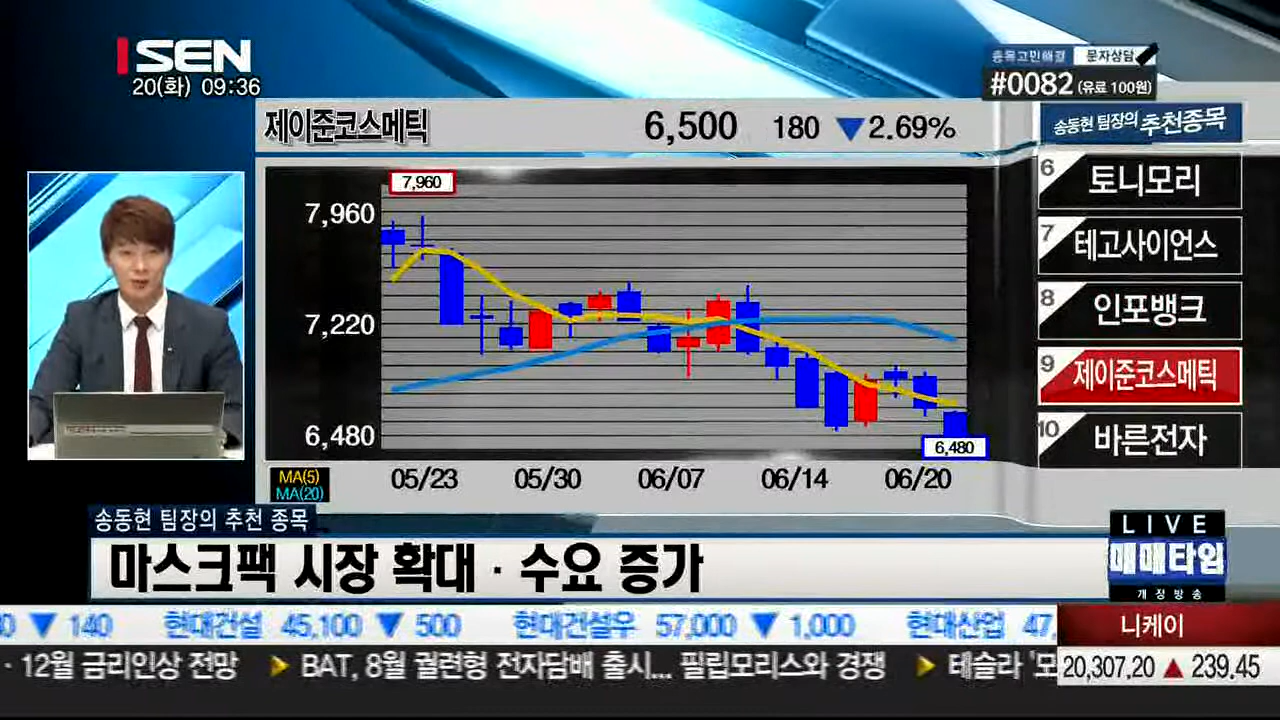 SEN
20(화) 09:36
종목고민해결 문자상담
#0082 (유료 100원)
제이준코스메틱 6,500 180 ▼2.69%
송동현 팀장의 추천종목
6 토니모리
7 테고사이언스
8 인포뱅크
9 제이준코스메틱
10 바른전자
7,960
7,960
7,220
6,480
6,480
MA(5)
MA(20)
05/23 05/30 06/07 06/14 06/20
송동현 팀장의 추천 종목
마스크팩 시장 확대 · 수요 증가
LIVE
매매타임
개장방송
0 ▼ 140 현대건설 45,100 ▼ 500 현대건설우 57,000 ▼ 1,000 현대산업 47,
니케이
· 12월 금리인상 전망 ▶ BAT, 8월 궐련형 전자담배 출시... 필립모리스와 경쟁 ▶ 테슬라 '모
20,307.20 ▲ 239.45